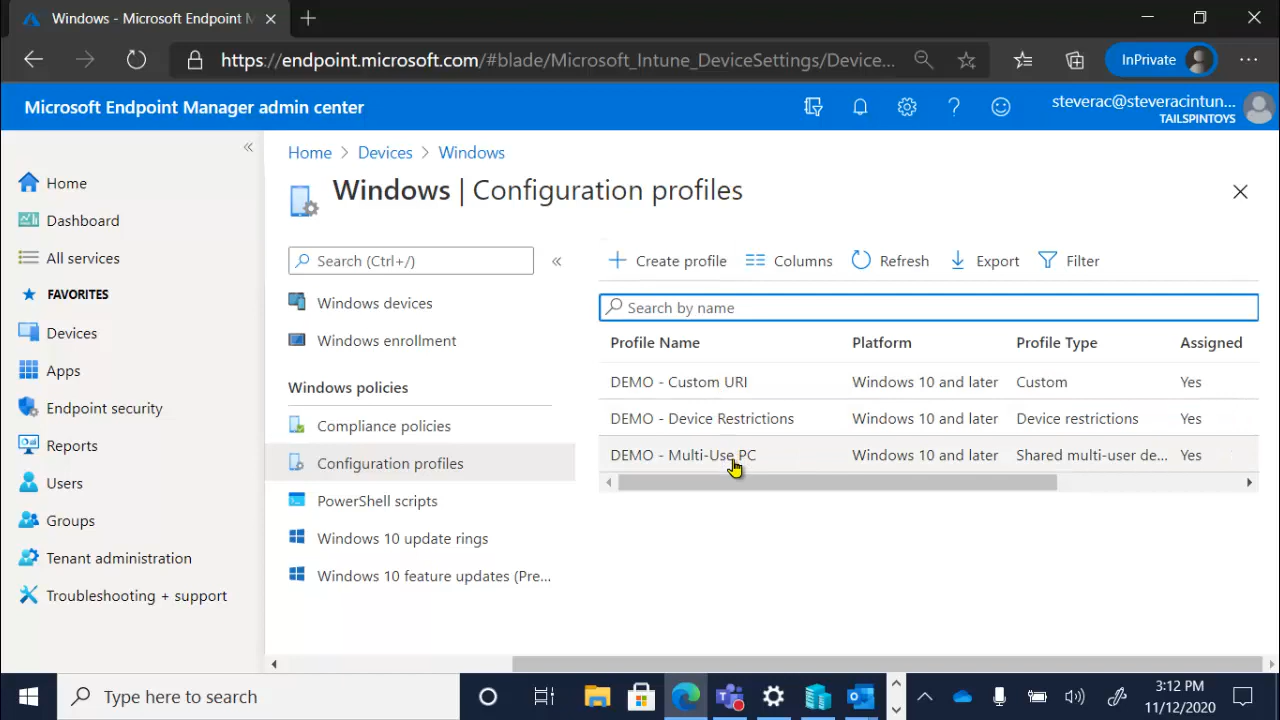 Windows - Microsoft Endpoint M
https://endpoint.microsoft.com/#blade/Microsoft_Intune_DeviceSettings/Device...
InPrivate
Microsoft Endpoint Manager admin center
steverac@steveracintun...
TAILSPINTOYS
Home
Dashboard
All services
FAVORITES
Devices
Apps
Endpoint security
Reports
Users
Groups
Tenant administration
Troubleshooting + support
Home > Devices > Windows
Windows | Configuration profiles
Search (Ctrl+/)
Windows devices
Windows enrollment
Windows policies
Compliance policies
Configuration profiles
PowerShell scripts
Windows 10 update rings
Windows 10 feature updates (Pre...
Create profile Columns Refresh Export Filter
Search by name
Profile Name Platform Profile Type Assigned
DEMO - Custom URI Windows 10 and later Custom Yes
DEMO - Device Restrictions Windows 10 and later Device restrictions Yes
DEMO - Multi-Use PC Windows 10 and later Shared multi-user de... Yes
Type here to search
3:12 PM
11/12/2020